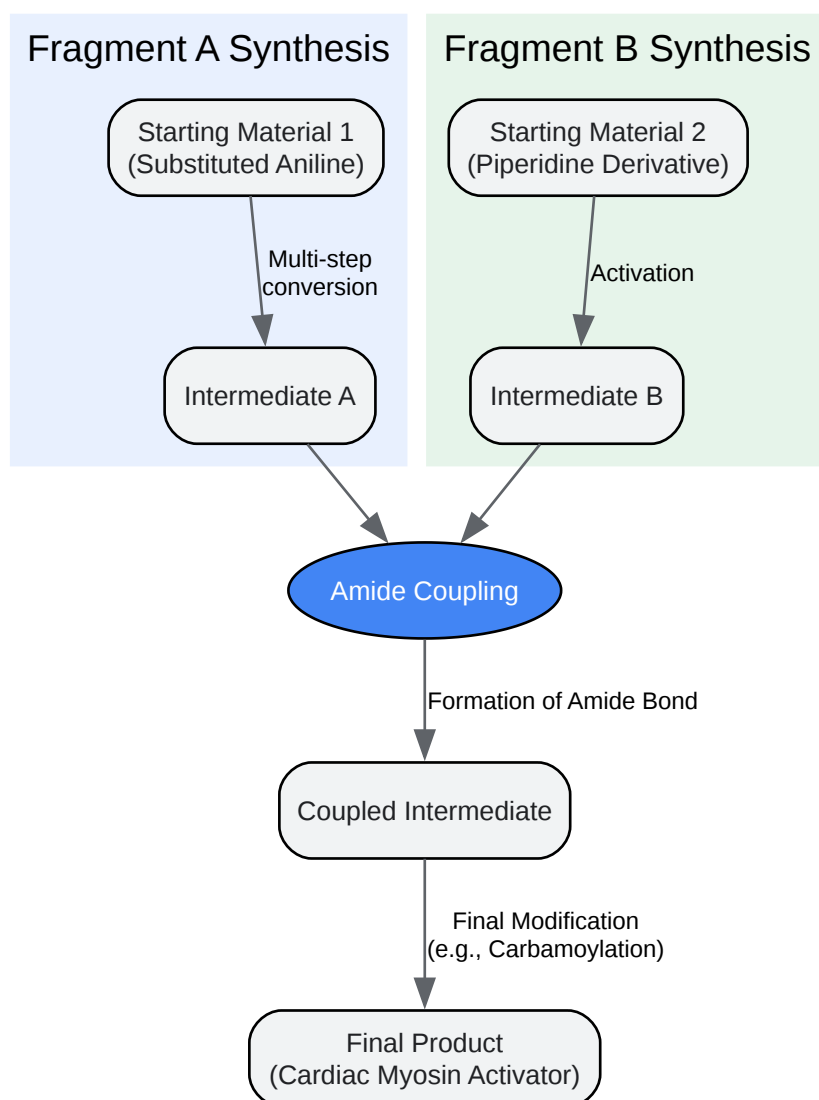 Fragment A Synthesis
Fragment B Synthesis
Starting Material 1
(Substituted Aniline)
Starting Material 2
(Piperidine Derivative)
Multi-step
conversion
Activation
Intermediate A
Intermediate B
Amide Coupling
Formation of Amide Bond
Coupled Intermediate
Final Modification
(e.g., Carbamoylation)
Final Product
(Cardiac Myosin Activator)